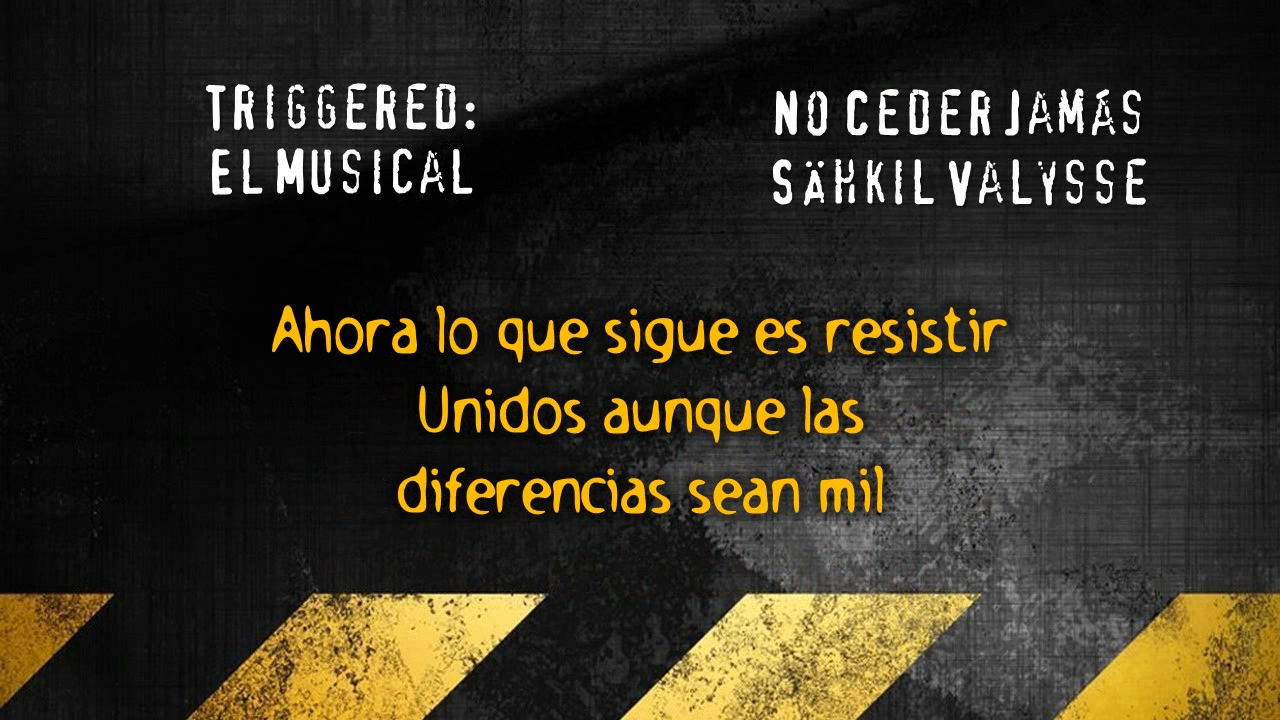 TRIGGERED:
EL MUSICAL
NO CEDER JAMÁS
SÄHKIL VALYSSE
Ahora lo que sigue es resistir
Unidos aunque las
diferencias sean mil